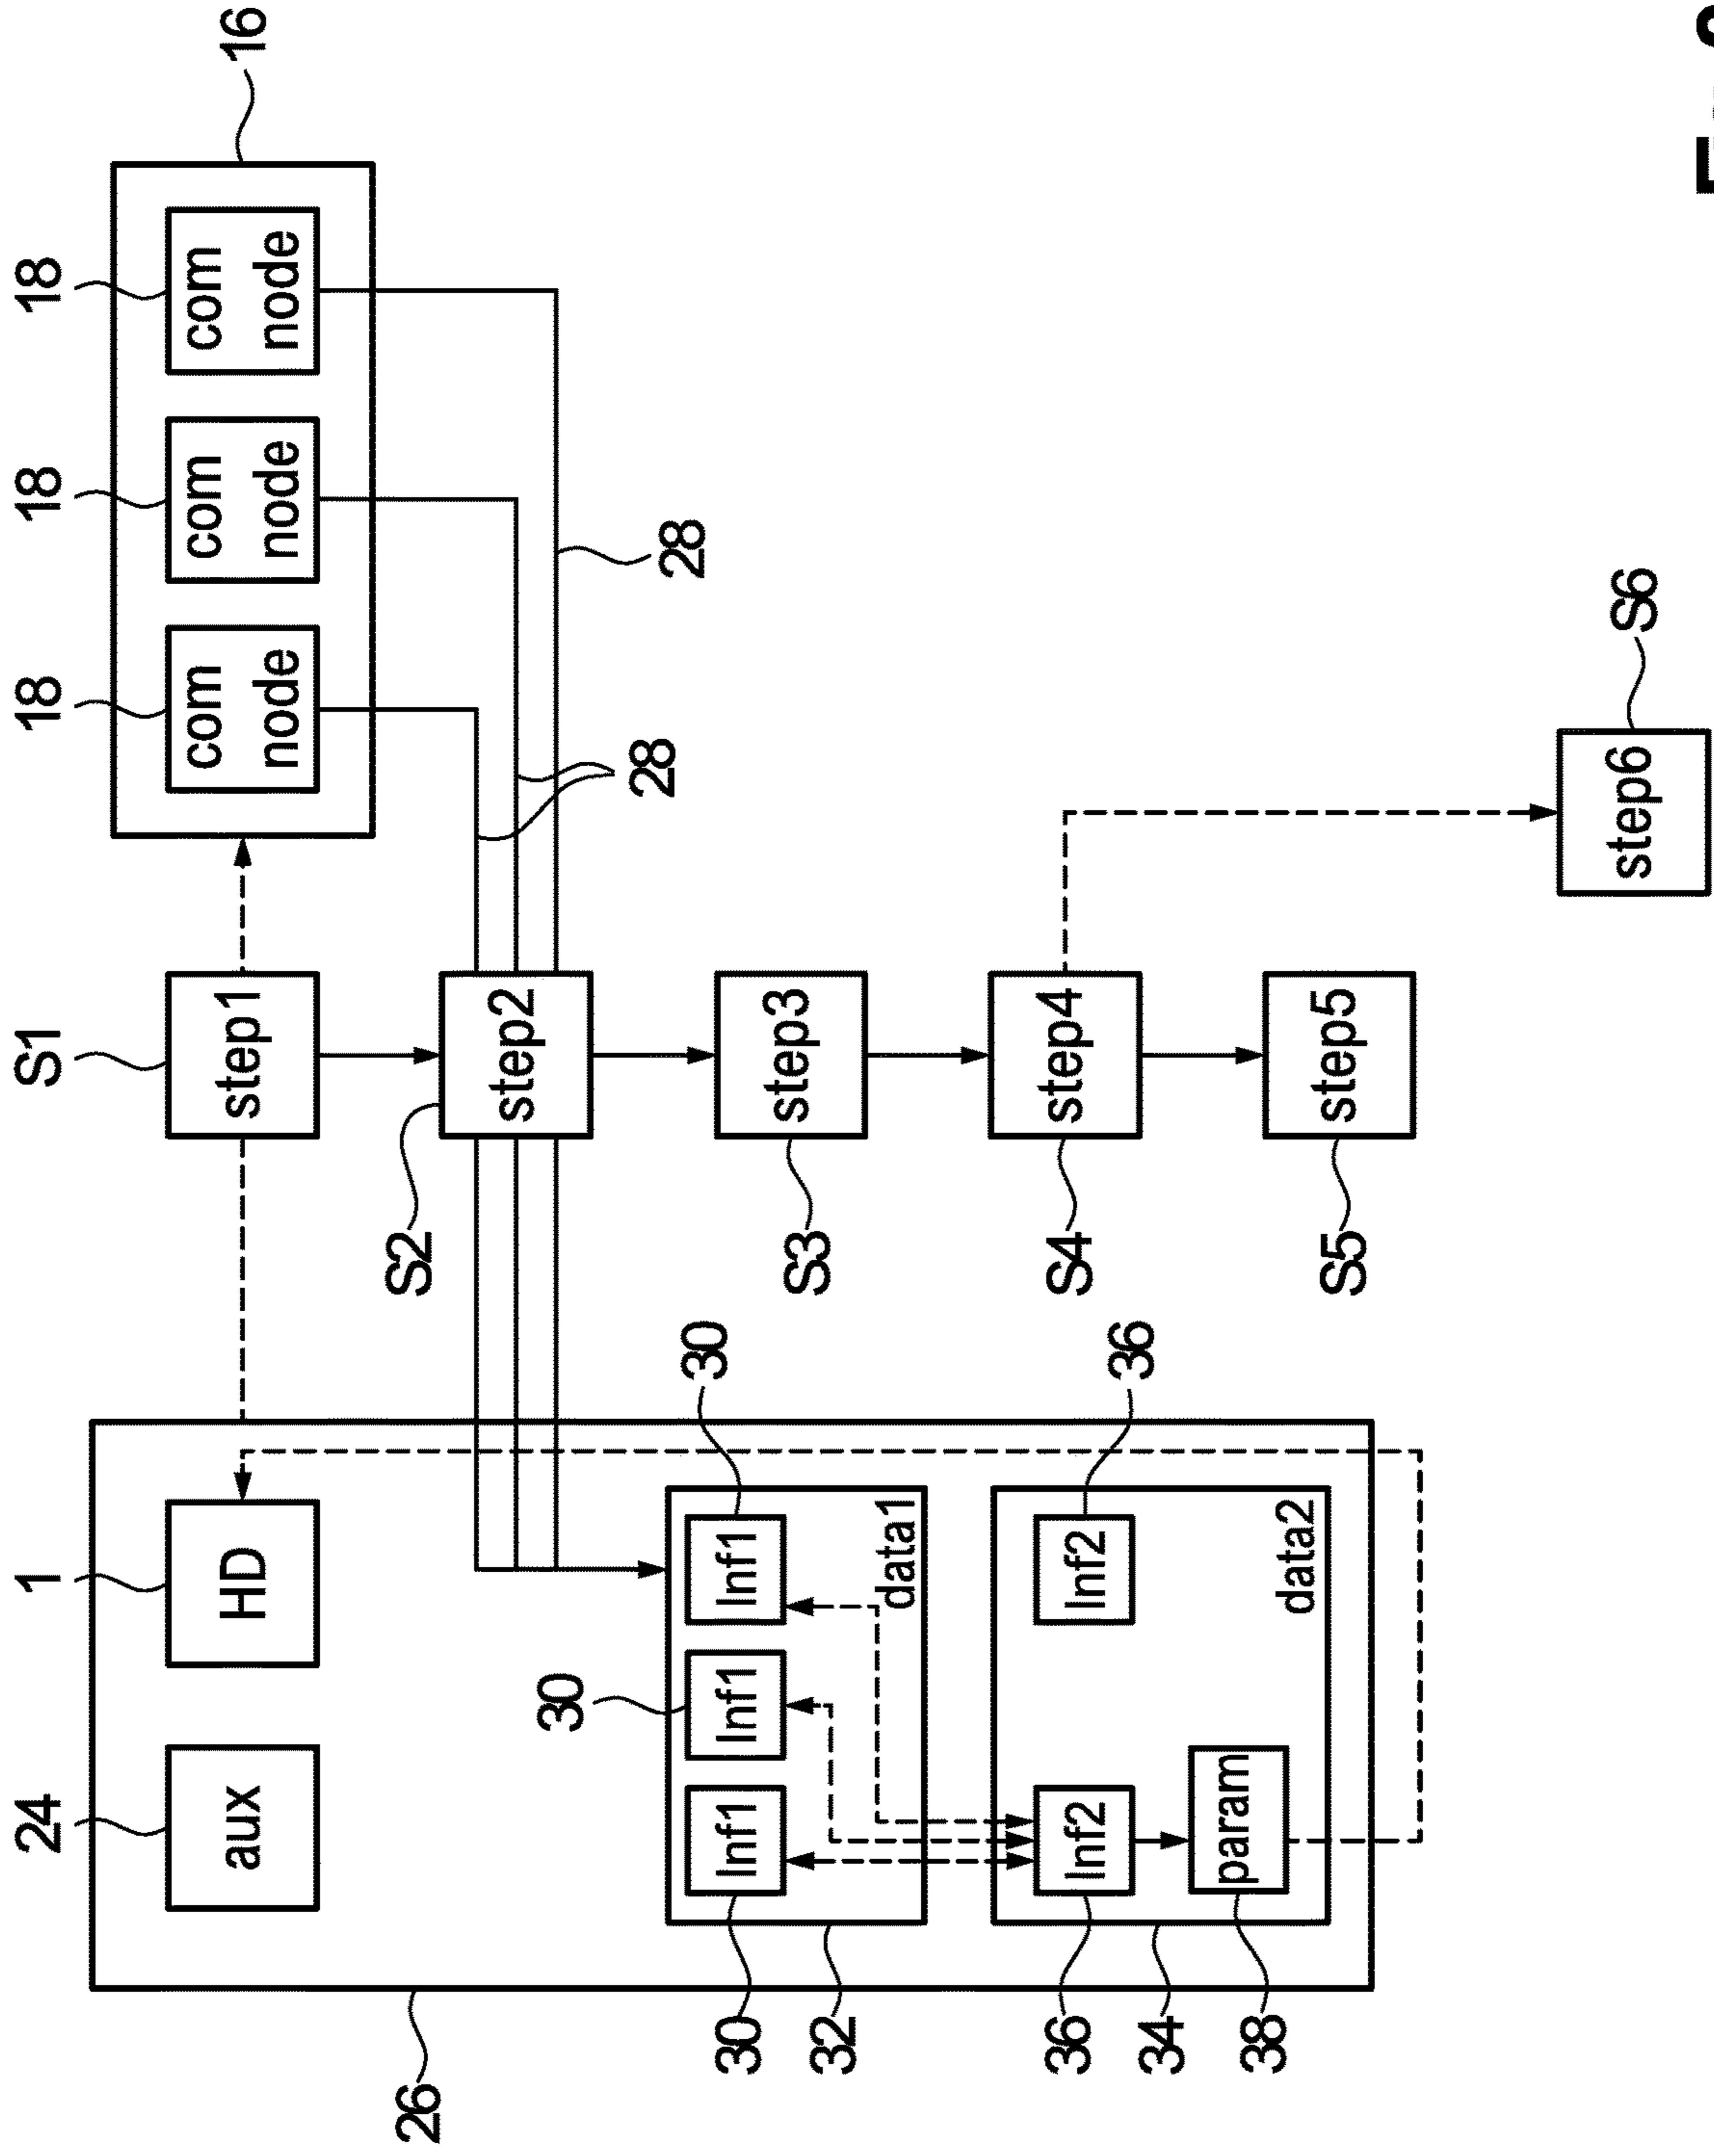 24
1
S1
18
18
18
16
aux
HD
step1
com
node
com
node
com
node
26
S2
step2
28
28
30
30
30
Inf1
Inf1
Inf1
data1
32
S3
step3
36
36
Inf2
Inf2
S4
step4
34
param
38
data2
S5
step5
step6
S6